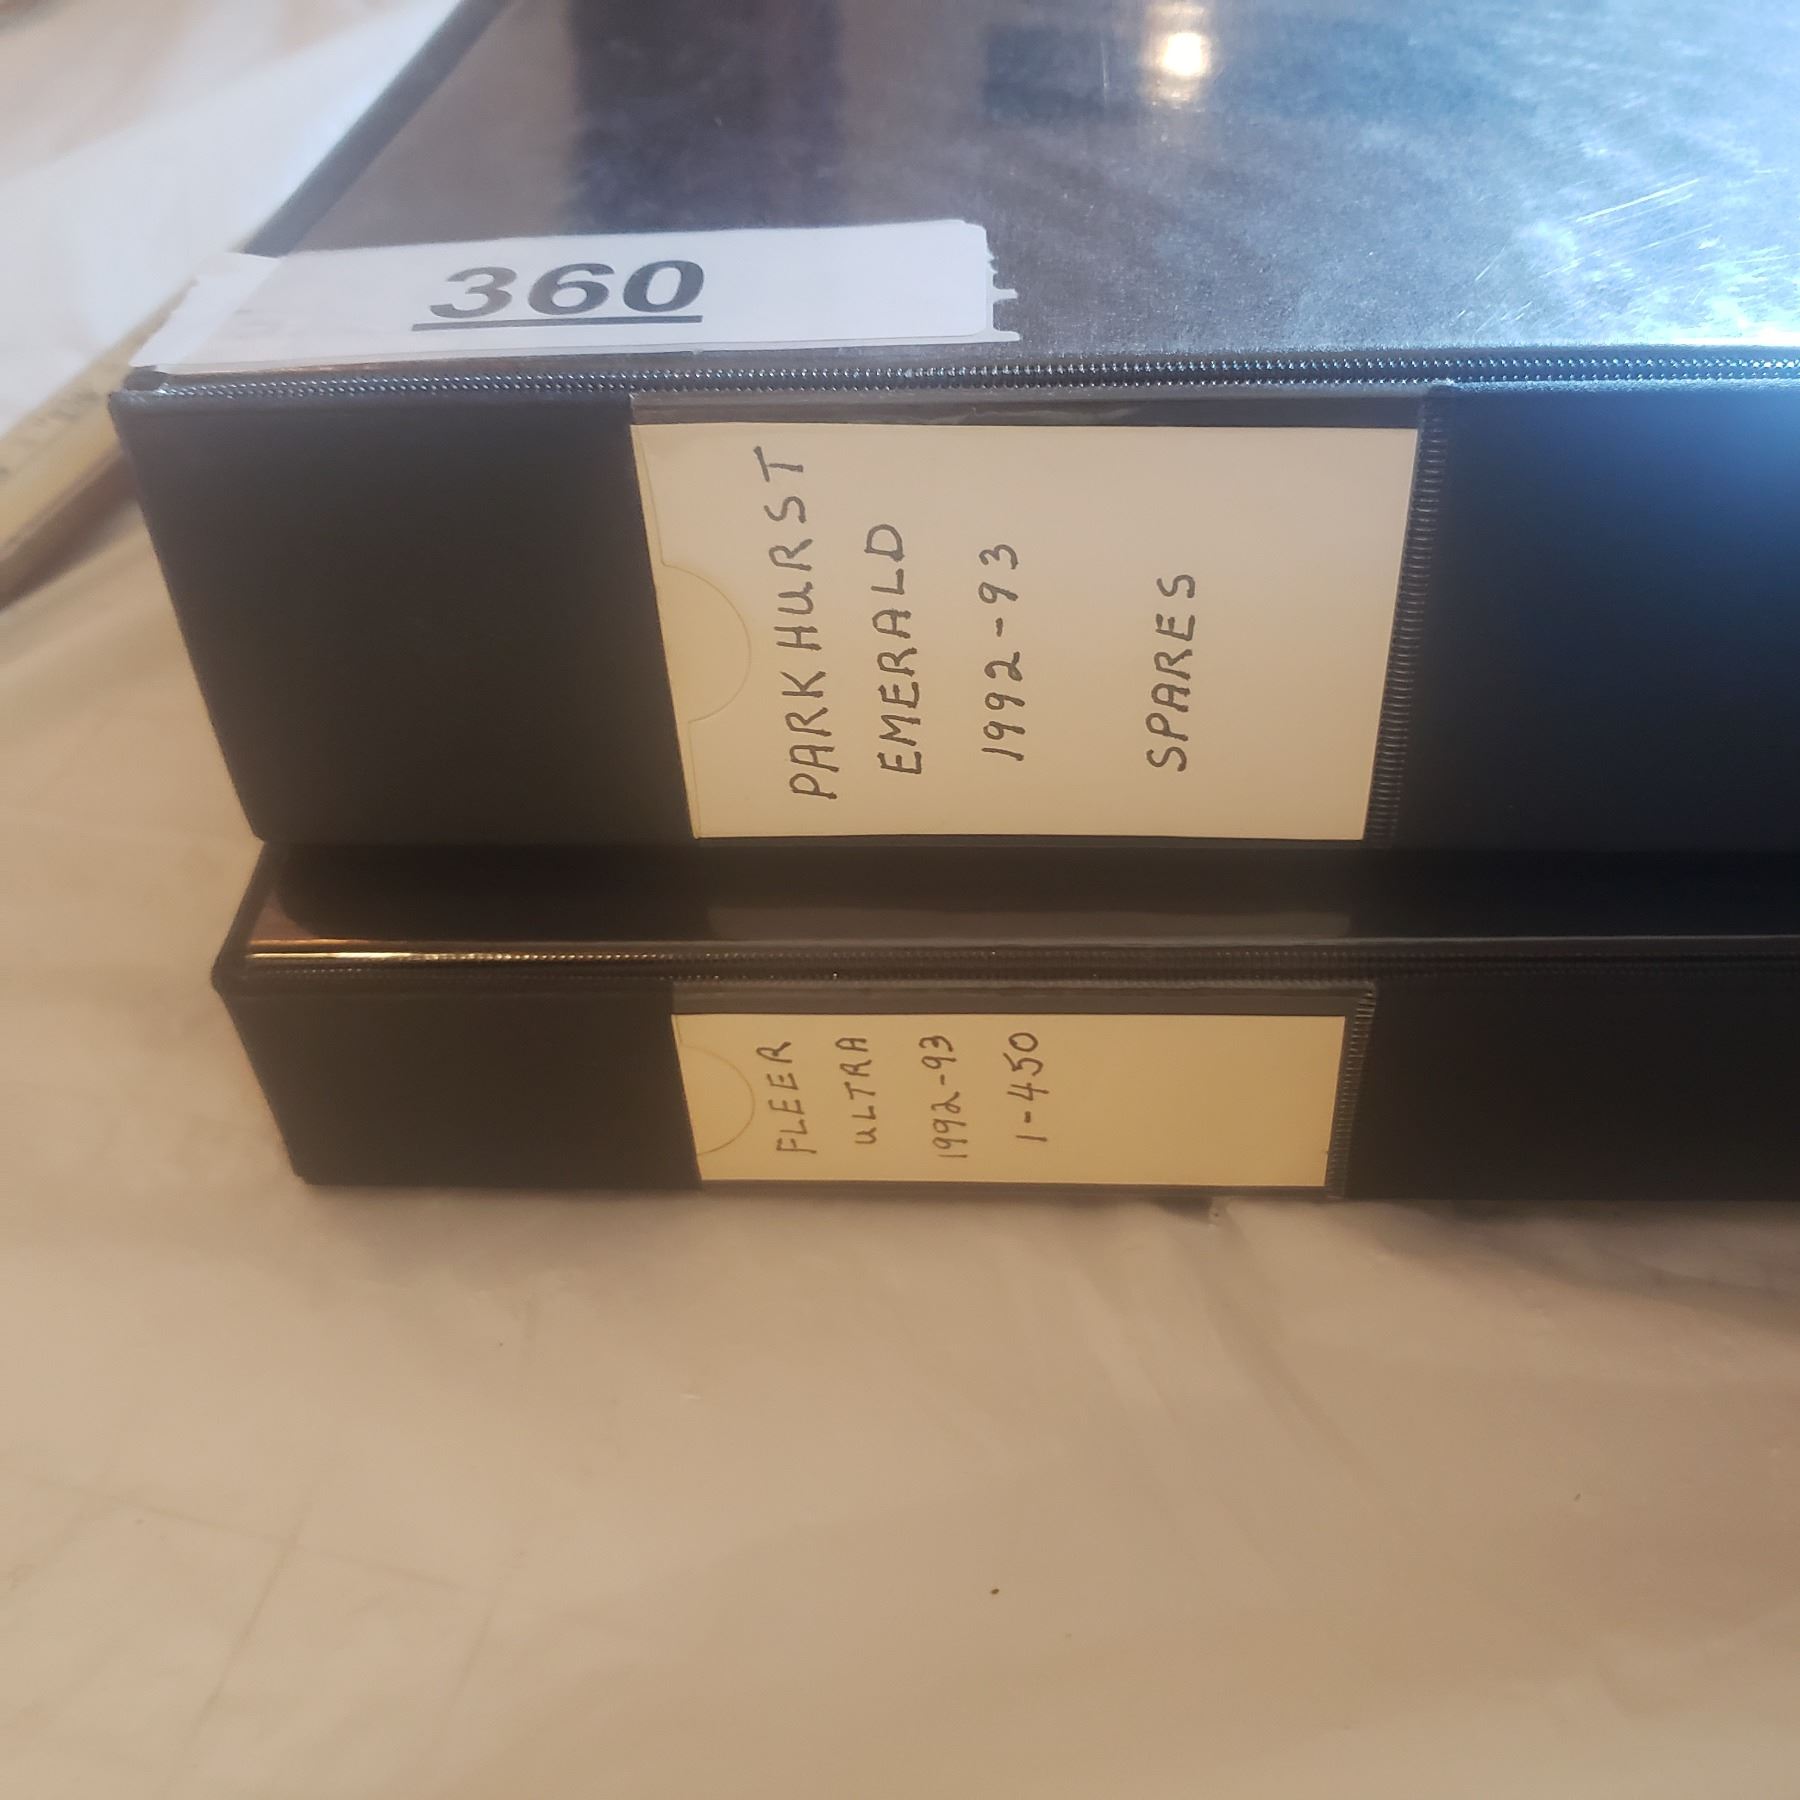 360
PARKHURST
EMERALD
1992-93
SPARES
FLEER
ULTRA
1992-93
1-450